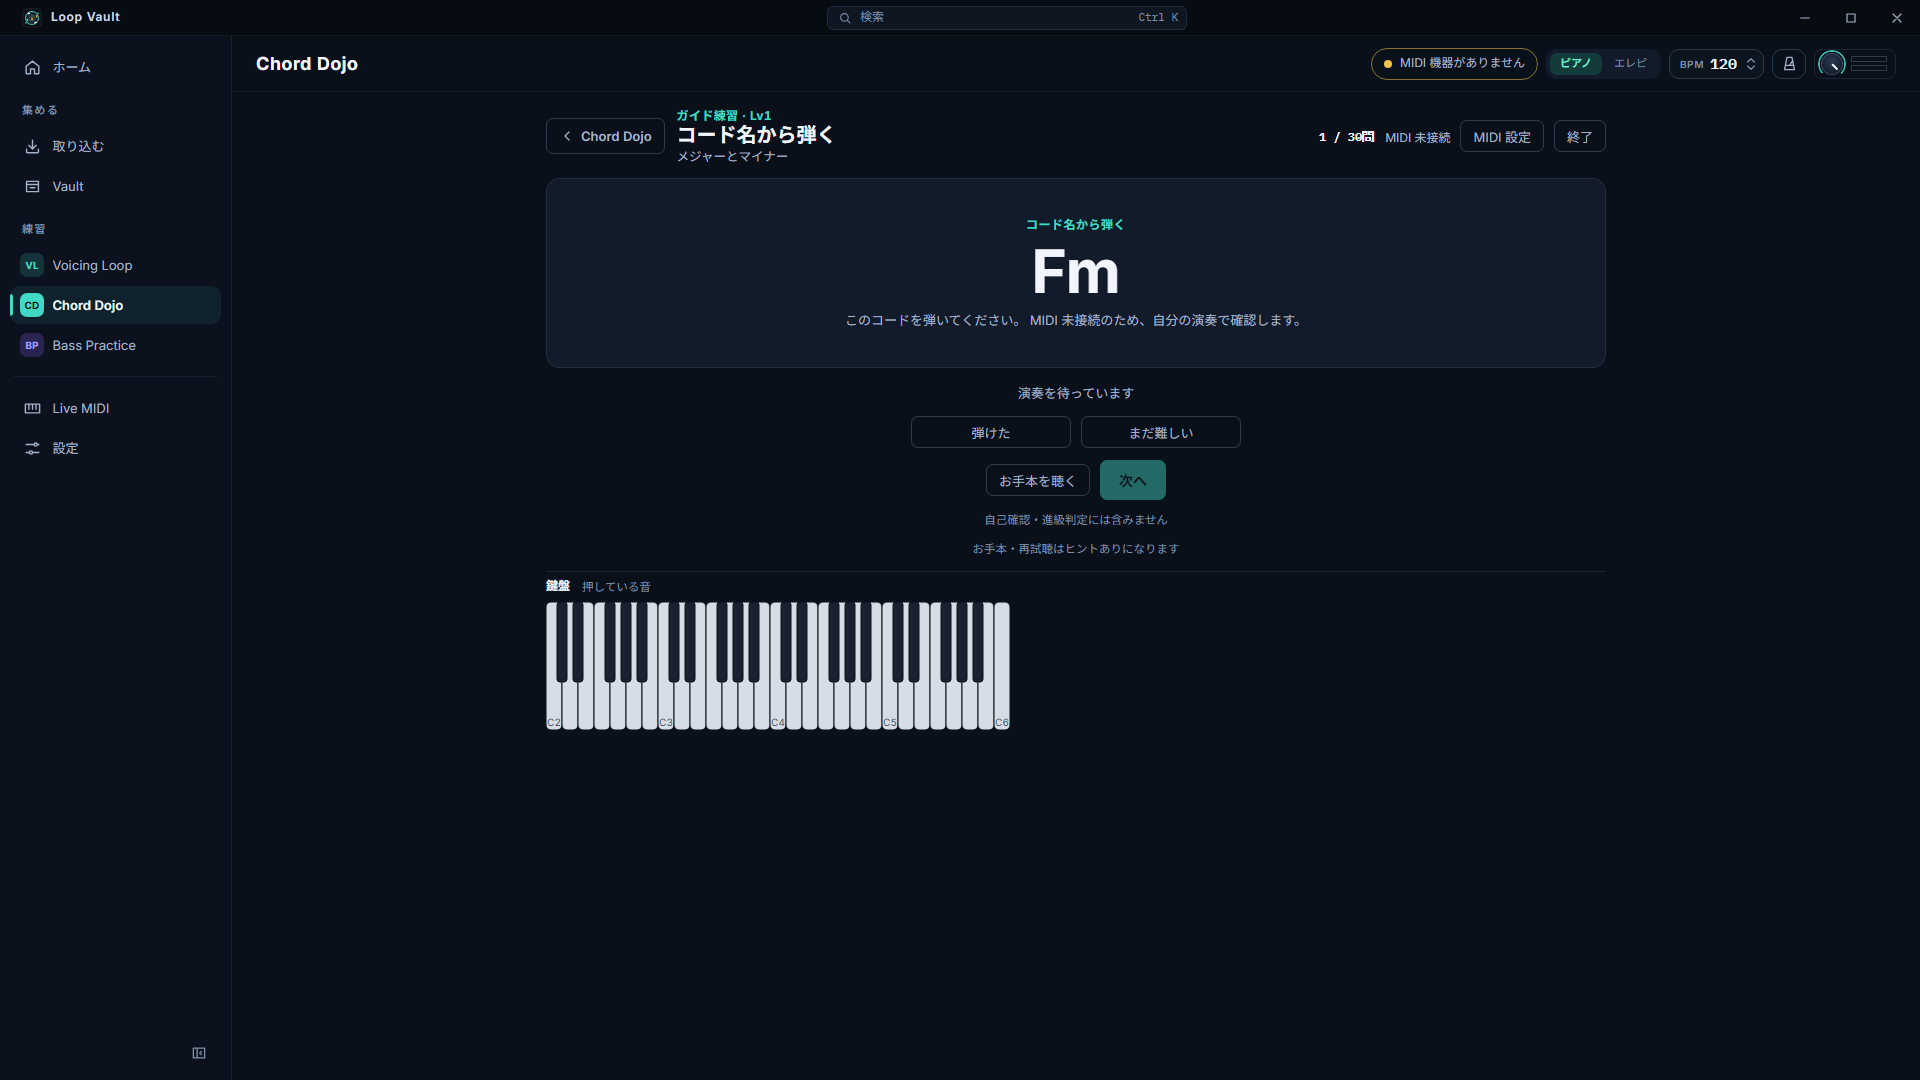 Loop Vault
検索
Ctrl K
ホーム
集める
取り込む
Vault
練習
VL Voicing Loop
CD Chord Dojo
BP Bass Practice
Live MIDI
設定
Chord Dojo
MIDI 機器がありません
ピアノ
エレピ
BPM 120
Chord Dojo
ガイド練習 · Lv1
コード名から弾く
メジャーとマイナー
1 / 30問
MIDI 未接続
MIDI 設定
終了
コード名から弾く
Fm
このコードを弾いてください。 MIDI 未接続のため、自分の演奏で確認します。
演奏を待っています
弾けた
まだ難しい
お手本を聴く
次へ
自己確認・進級判定には含みません
お手本・再試聴はヒントありになります
鍵盤 押している音
C2 C3 C4 C5 C6